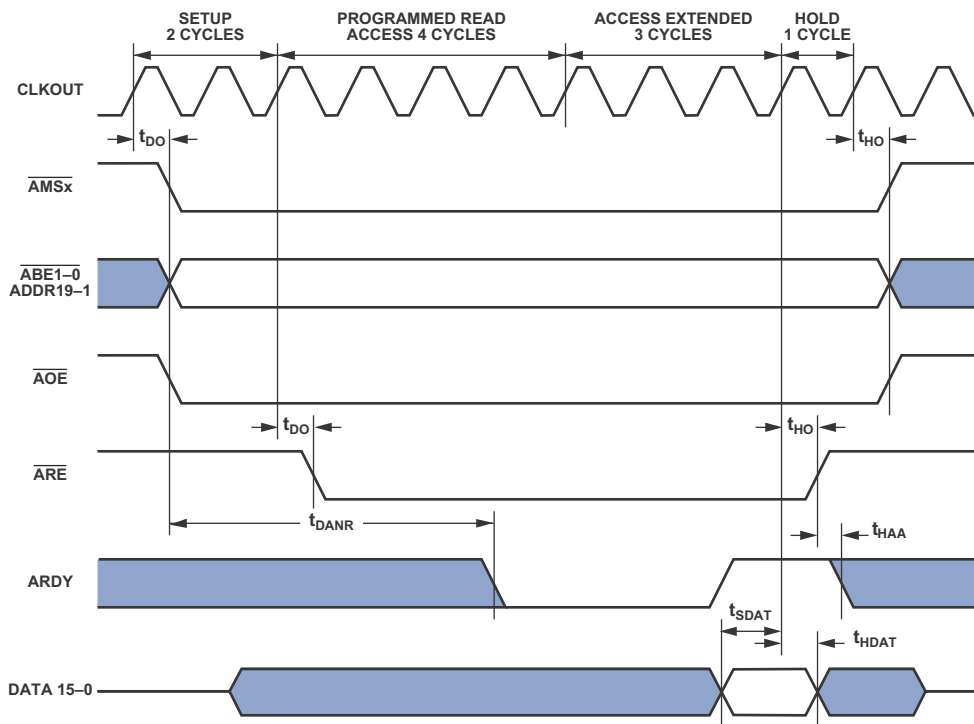 SETUP
2 CYCLES
PROGRAMMED READ
ACCESS 4 CYCLES
ACCESS EXTENDED
3 CYCLES
HOLD
1 CYCLE
CLKOUT
tDO
tHO
AMSx
ABE1–0
ADDR19–1
AOE
tDO
tHO
ARE
tDANR
tHAA
ARDY
tSDAT
tHDAT
DATA 15–0